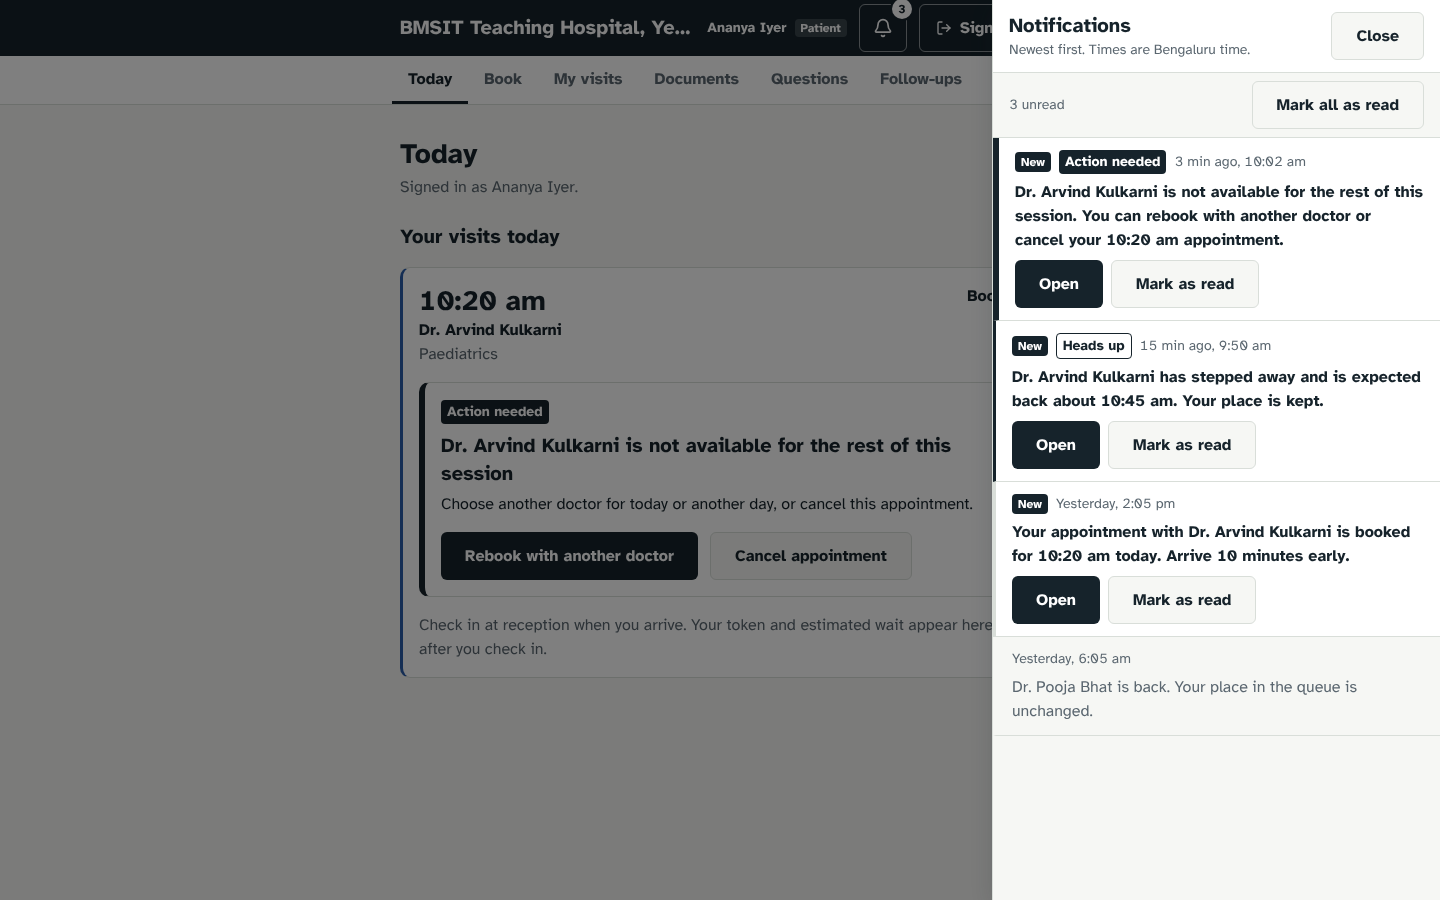 BMSIT Teaching Hospital, Ye...
Ananya Iyer
Patient
3
Sign
Today
Book
My visits
Documents
Questions
Follow-ups
Today
Signed in as Ananya Iyer.
Your visits today
10:20 am
Boo
Dr. Arvind Kulkarni
Paediatrics
Action needed
Dr. Arvind Kulkarni is not available for the rest of this
session
Choose another doctor for today or another day, or cancel this appointment.
Rebook with another doctor
Cancel appointment
Check in at reception when you arrive. Your token and estimated wait appear here
after you check in.
Notifications
Newest first. Times are Bengaluru time.
Close
3 unread
Mark all as read
New Action needed 3 min ago, 10:02 am
Dr. Arvind Kulkarni is not available for the rest of this
session. You can rebook with another doctor or
cancel your 10:20 am appointment.
Open
Mark as read
New Heads up 15 min ago, 9:50 am
Dr. Arvind Kulkarni has stepped away and is expected
back about 10:45 am. Your place is kept.
Open
Mark as read
New Yesterday, 2:05 pm
Your appointment with Dr. Arvind Kulkarni is booked
for 10:20 am today. Arrive 10 minutes early.
Open
Mark as read
Yesterday, 6:05 am
Dr. Pooja Bhat is back. Your place in the queue is
unchanged.